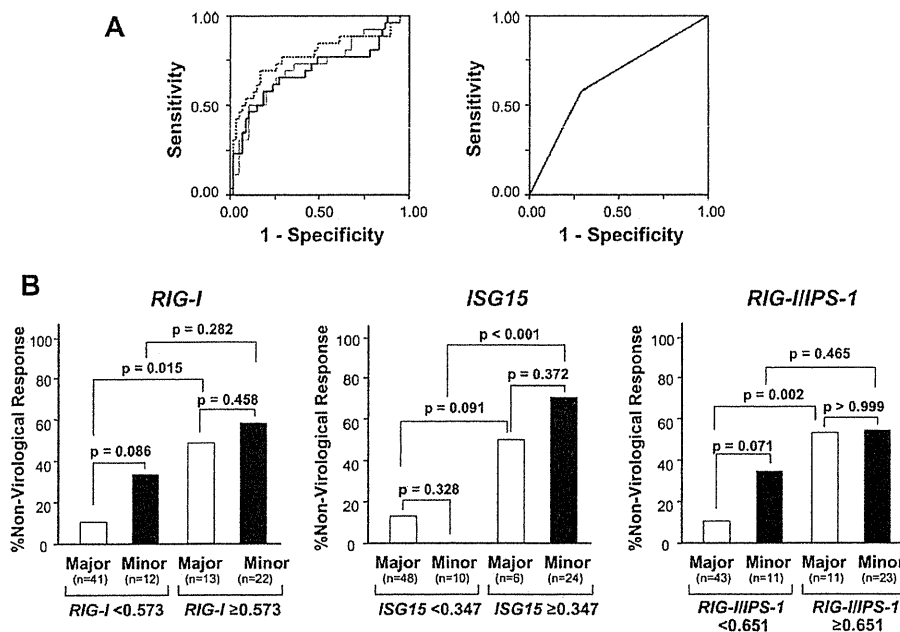 A
Sensitivity
1.00
0.50
0.00
0.00 0.50 1.00
1 - Specificity
Sensitivity
1.00
0.50
0.00
0.00 0.50 1.00
1 - Specificity
B
RIG-I
%Non-Virological Response
100
80
60
40
20
0
p = 0.282
p = 0.015
p = 0.458
p = 0.086
Major Minor Major Minor
(n=41) (n=12) (n=13) (n=22)
RIG-I <0.573 RIG-I ≥0.573
ISG15
%Non-Virological Response
100
80
60
40
20
0
p < 0.001
p = 0.372
p = 0.091
p = 0.328
Major Minor Major Minor
(n=48) (n=10) (n=6) (n=24)
ISG15 <0.347 ISG15 ≥0.347
RIG-I/IPS-1
%Non-Virological Response
100
80
60
40
20
0
p = 0.465
p = 0.002
p > 0.999
p = 0.071
Major Minor Major Minor
(n=43) (n=11) (n=11) (n=23)
RIG-I/IPS-1 RIG-I/IPS-1
<0.651 ≥0.651